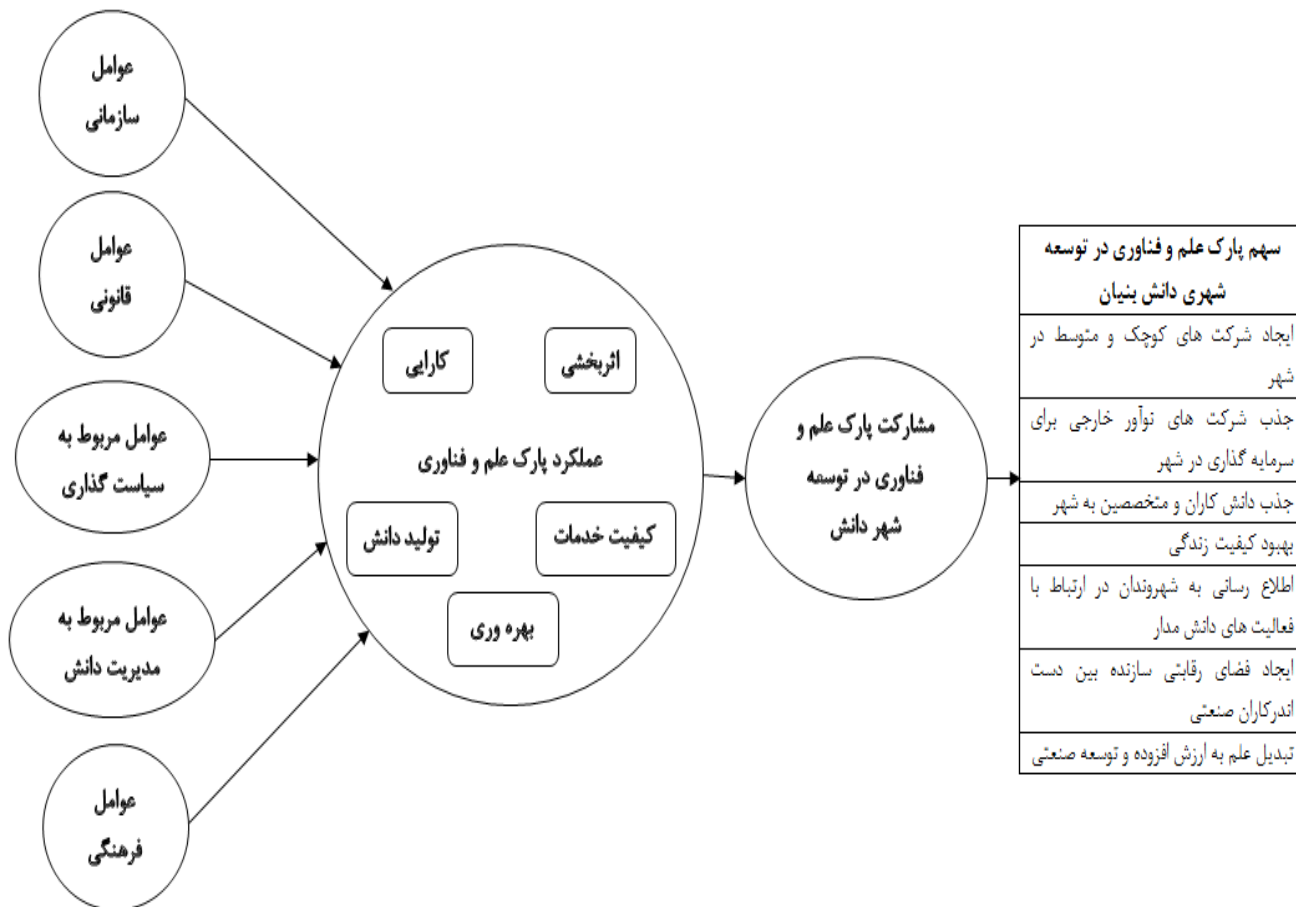 عوامل
سازمانی
عوامل
قانونی
عوامل مربوط به
سیاست گذاری
عوامل مربوط به
مدیریت دانش
عوامل
فرهنگی
اثربخشی
کارایی
عملکرد پارک علم و فناوری
کیفیت خدمات
تولید دانش
بهره وری
مشارکت پارک علم و
فناوری در توسعه
شهر دانش
سهم پارک علم و فناوری در توسعه
شهری دانش بنیان
ایجاد شرکت های کوچک و متوسط در
شهر
جذب شرکت های نوآور خارجی برای
سرمایه گذاری در شهر
جذب دانش کاران و متخصصین به شهر
بهبود کیفیت زندگی
اطلاع رسانی به شهروندان در ارتباط با
فعالیت های دانش مدار
ایجاد فضای رقابتی سازنده بین دست
اندرکاران صنعتی
تبدیل علم به ارزش افزوده و توسعه صنعتی